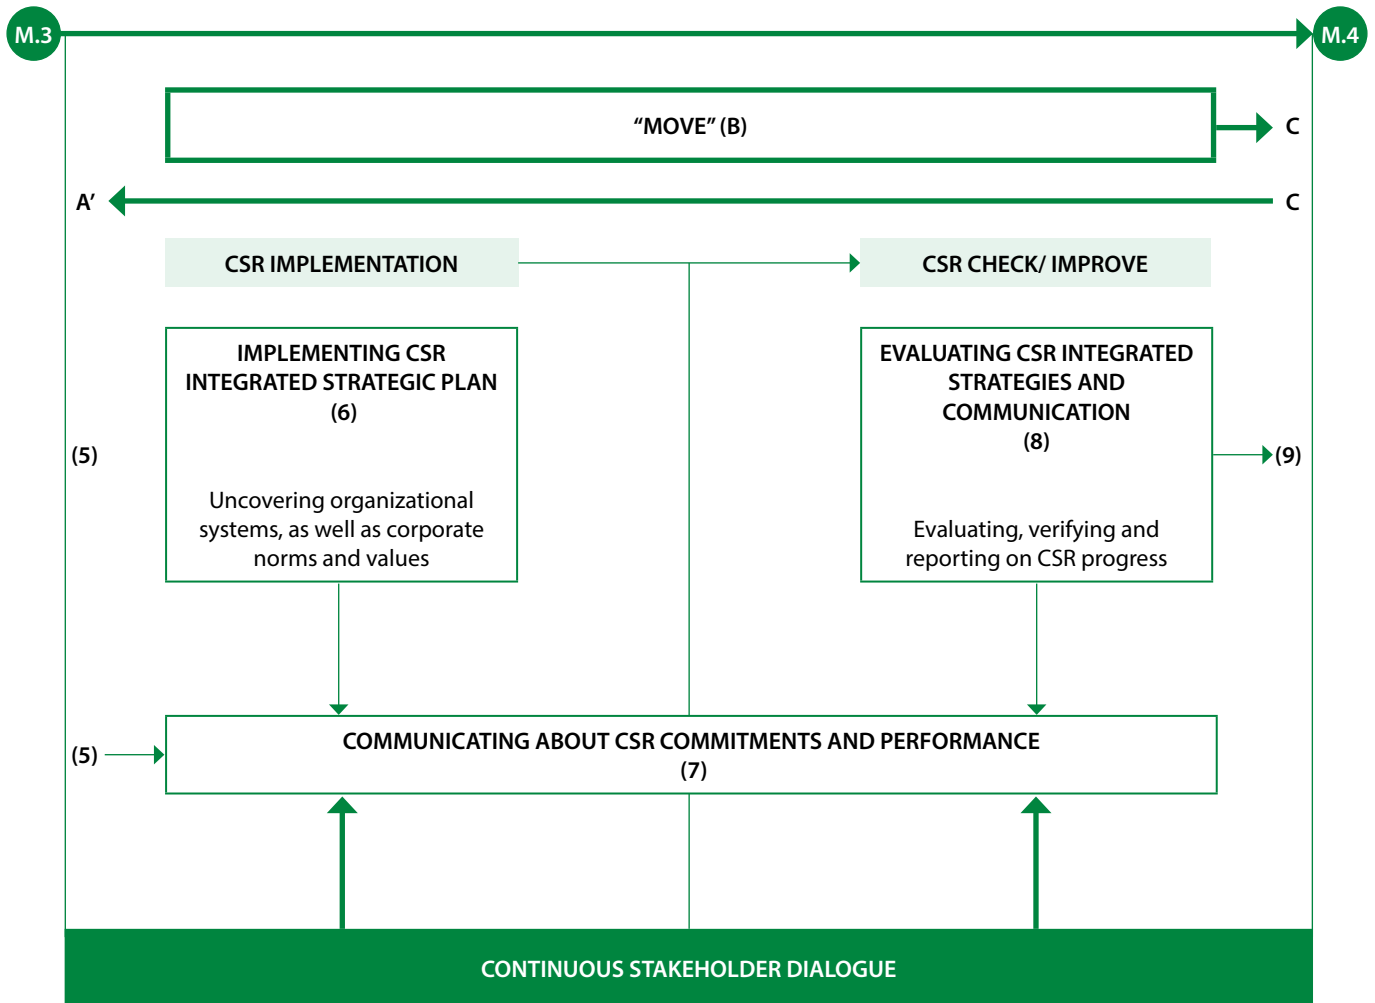 M.3
M.4
“MOVE” (B)
C
A’
C
CSR IMPLEMENTATION
CSR CHECK/ IMPROVE
IMPLEMENTING CSR
INTEGRATED STRATEGIC PLAN
(6)
Uncovering organizational
systems, as well as corporate
norms and values
EVALUATING CSR INTEGRATED
STRATEGIES AND
COMMUNICATION
(8)
Evaluating, verifying and
reporting on CSR progress
(5)
(9)
(5)
COMMUNICATING ABOUT CSR COMMITMENTS AND PERFORMANCE
(7)
CONTINUOUS STAKEHOLDER DIALOGUE